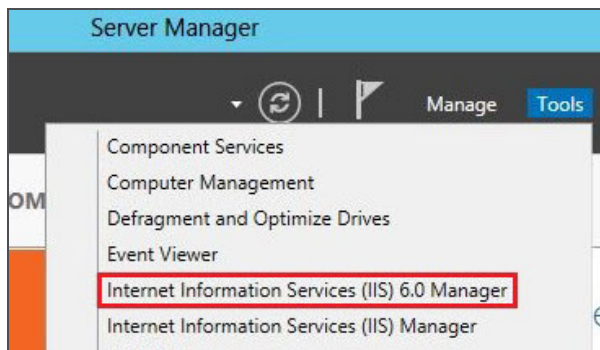 Server Manager
Manage Tools
Component Services
Computer Management
Defragment and Optimize Drives
Event Viewer
Internet Information Services (IIS) 6.0 Manager
Internet Information Services (IIS) Manager